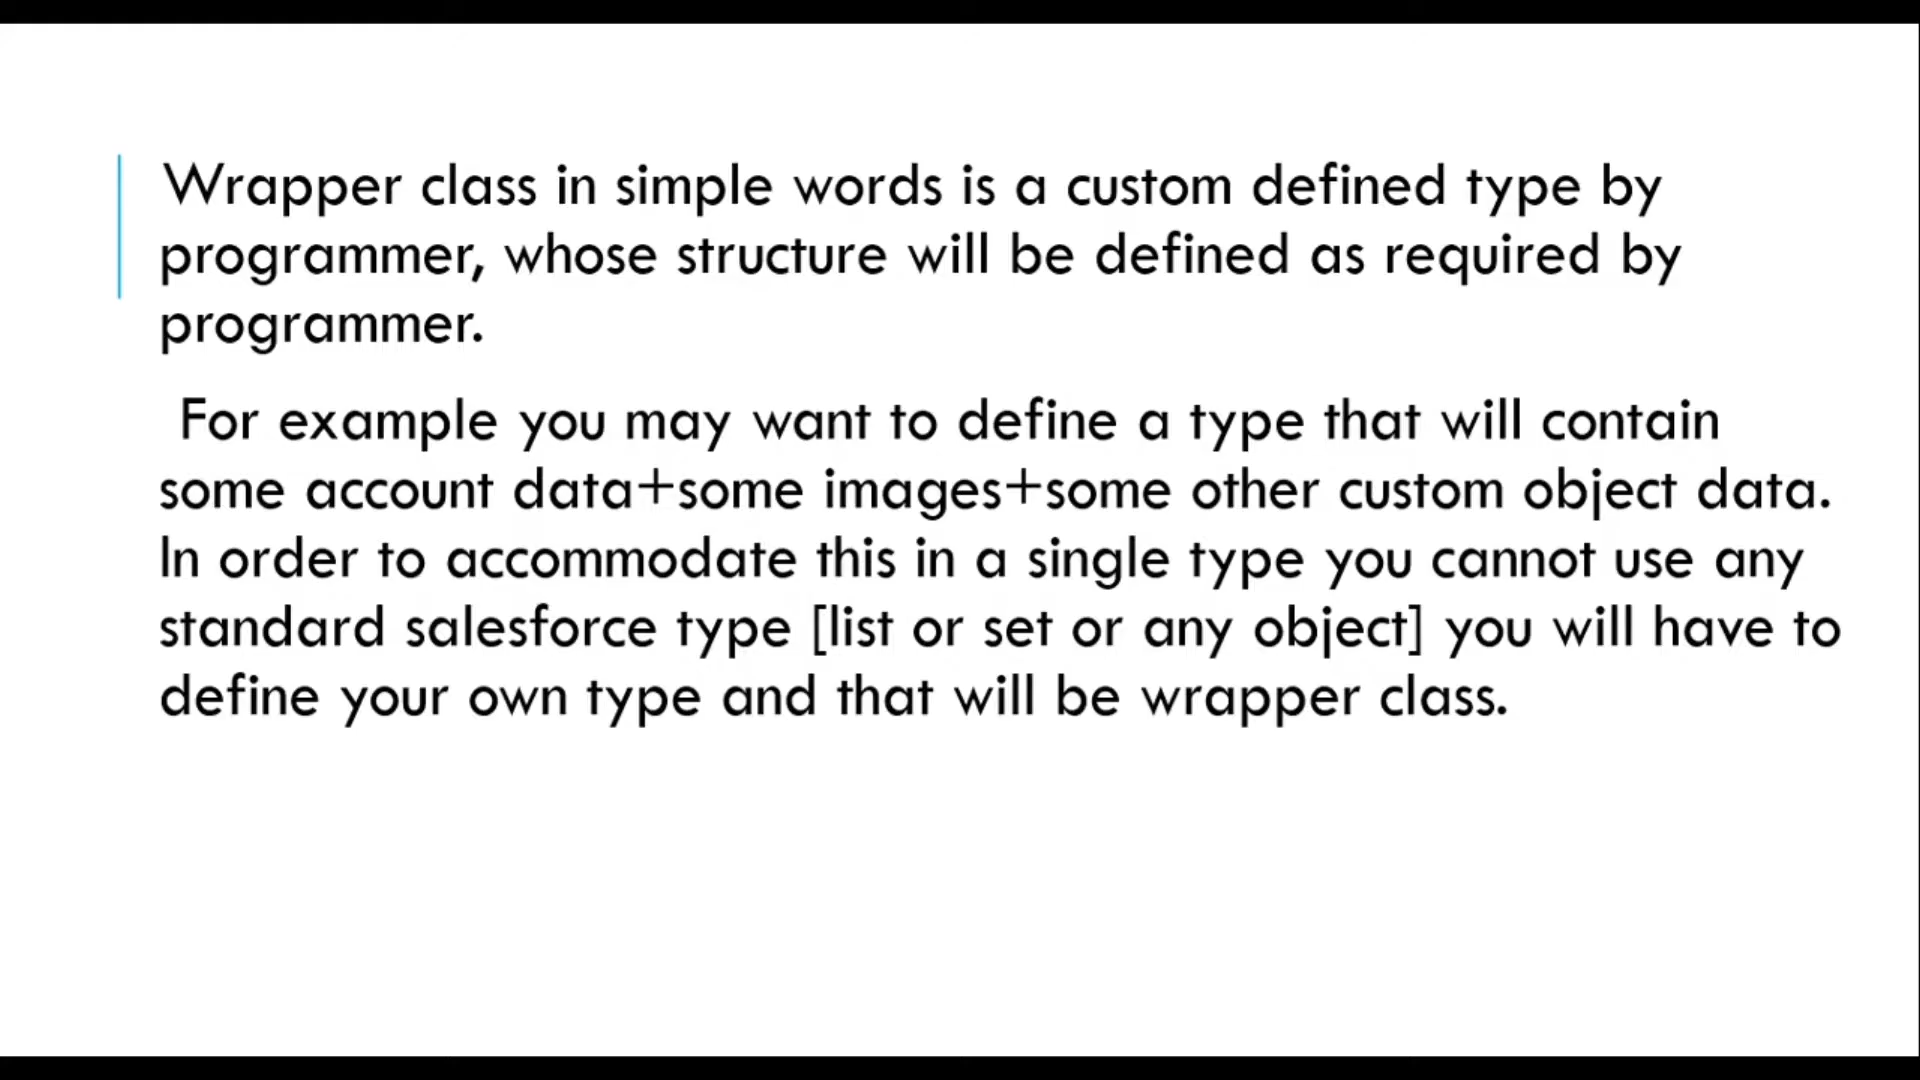 Wrapper class in simple words is a custom defined type by
programmer, whose structure will be defined as required by
programmer.
For example you may want to define a type that will contain
some account data+some images+some other custom object data.
In order to accommodate this in a single type you cannot use any
standard salesforce type [list or set or any object] you will have to
define your own type and that will be wrapper class.